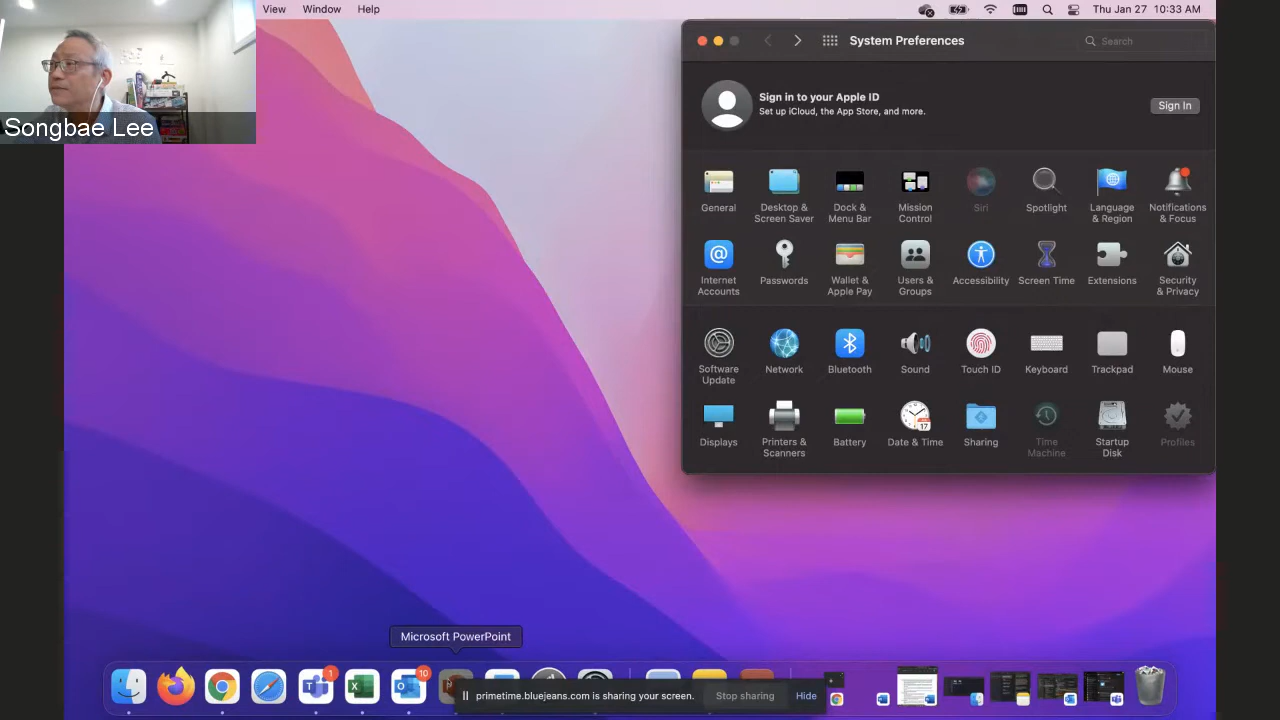 View Window Help
Thu Jan 27 10:33 AM
System Preferences
Search
Songbae Lee
Sign in to your Apple ID
Set up iCloud, the App Store, and more.
Sign In
General
Desktop &
Screen Saver
Dock &
Menu Bar
Mission
Control
Siri
Spotlight
Language
& Region
Notifications
& Focus
Internet
Accounts
Passwords
Wallet &
Apple Pay
Users &
Groups
Accessibility
Screen Time
Extensions
Security
& Privacy
Software
Update
Network
Bluetooth
Sound
Touch ID
Keyboard
Trackpad
Mouse
Displays
Printers &
Scanners
Battery
17
Date & Time
Sharing
Time
Machine
Startup
Disk
Profiles
Microsoft PowerPoint
1
10
primetime.bluejeans.com is sharing your screen.
Stop sharing
Hide